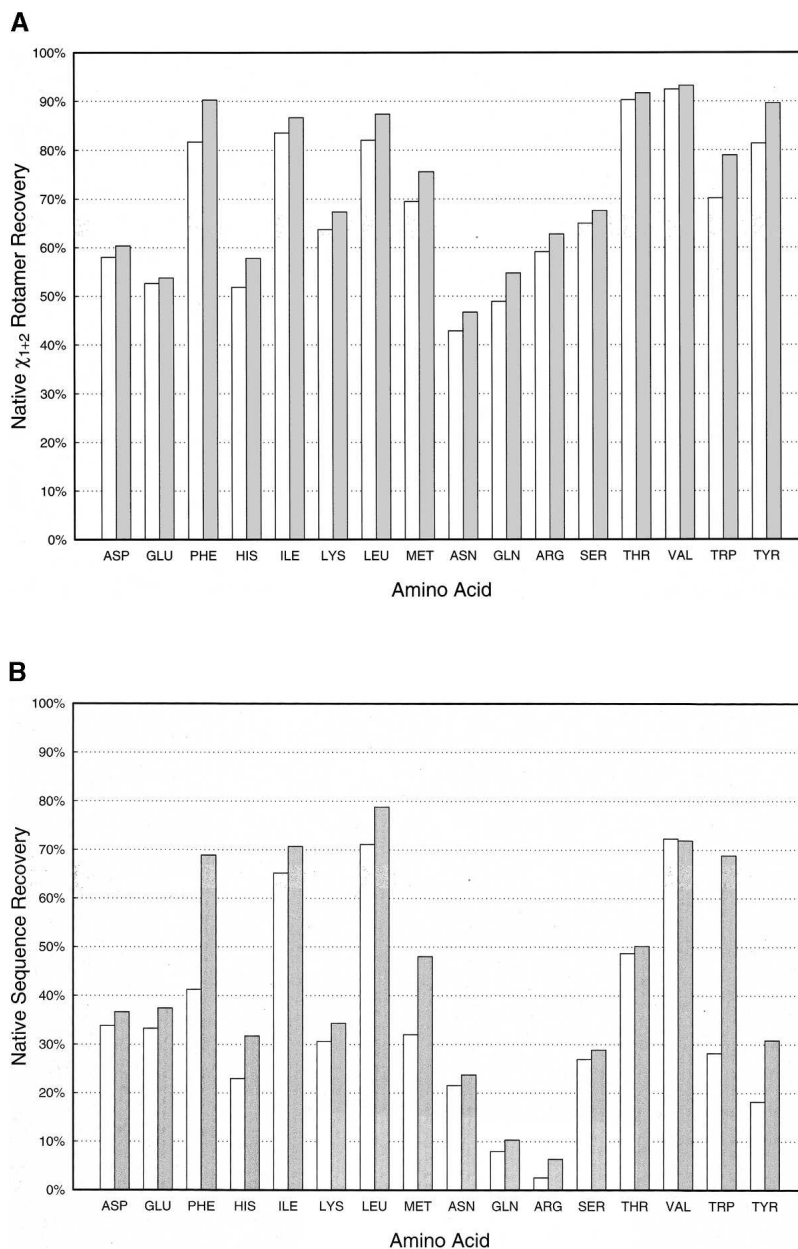 A
100%
90%
80%
70%
60%
50%
40%
30%
20%
10%
0%
Native χ1+2 Rotamer Recovery
ASP GLU PHE HIS ILE LYS LEU MET ASN GLN ARG SER THR VAL TRP TYR
Amino Acid
B
100%
90%
80%
70%
60%
50%
40%
30%
20%
10%
0%
Native Sequence Recovery
ASP GLU PHE HIS ILE LYS LEU MET ASN GLN ARG SER THR VAL TRP TYR
Amino Acid